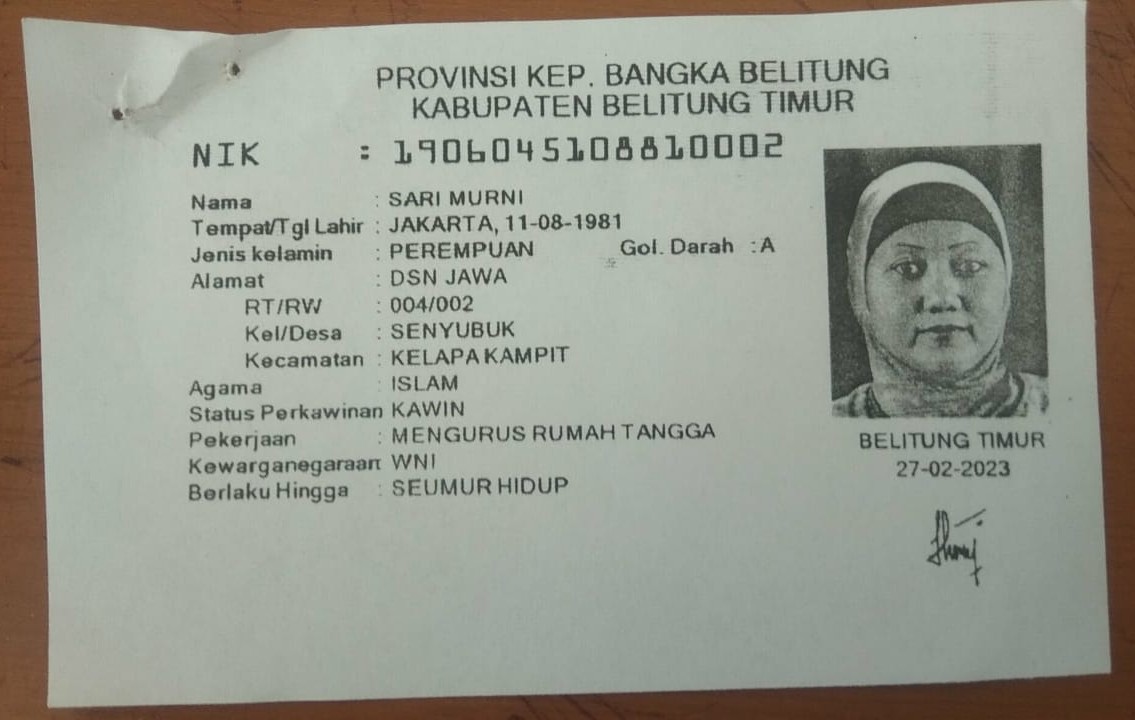 PROVINSI KEP. BANGKA BELITUNG
KABUPATEN BELITUNG TIMUR
NIK : 1906045108810002
Nama : SARI MURNI
Tempat/Tgl Lahir : JAKARTA, 11-08-1981
Jenis kelamin : PEREMPUAN Gol. Darah : A
Alamat : DSN JAWA
RT/RW : 004/002
Kel/Desa : SENYUBUK
Kecamatan : KELAPA KAMPIT
Agama : ISLAM
Status Perkawinan KAWIN
Pekerjaan : MENGURUS RUMAH TANGGA
Kewarganegaraan WNI
Berlaku Hingga : SEUMUR HIDUP
BELITUNG TIMUR
27-02-2023